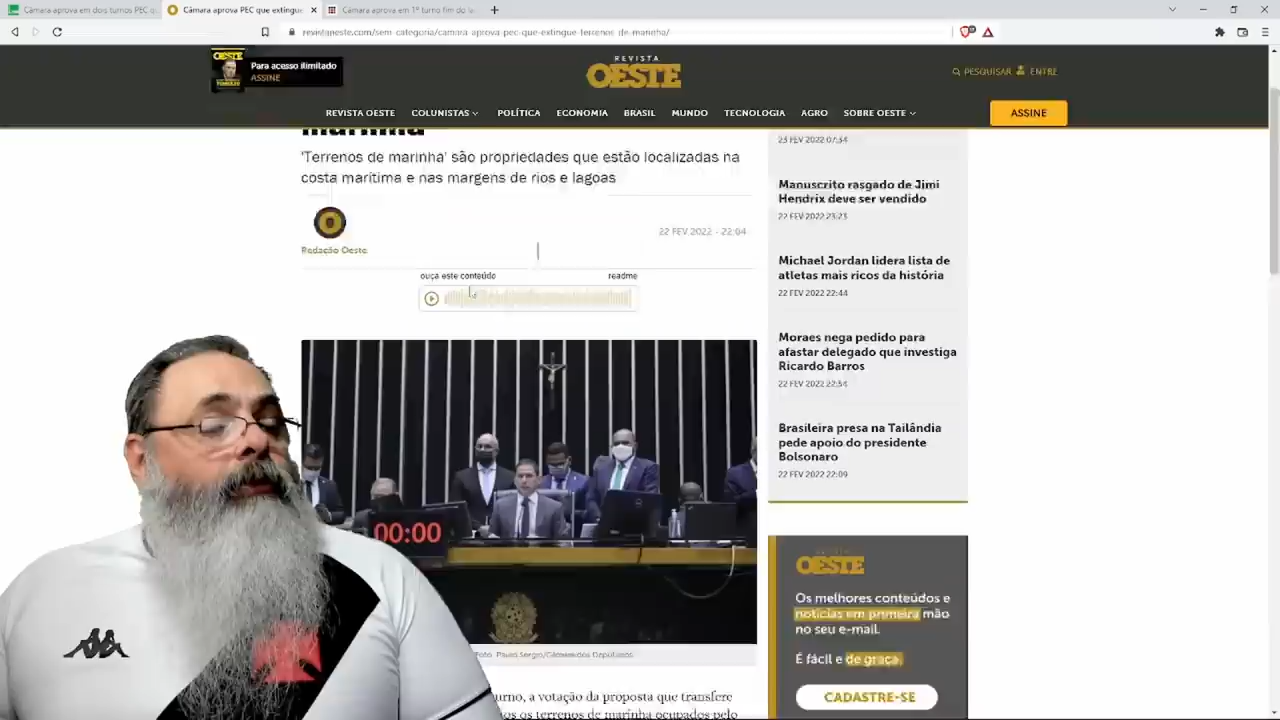 Câmara aprova em dois turnos PEC q
Câmara aprova PEC que extingue
Câmara aprova em 1º turno fim do la
revistaoeste.com/sem-categoria/camara-aprova-pec-que-extingue-terrenos-de-marinha/
OESTE
Para acesso ilimitado
ASSINE
REVISTA
OESTE
PESQUISAR
ENTRE
REVISTA OESTE
COLUNISTAS
POLÍTICA
ECONOMIA
BRASIL
MUNDO
TECNOLOGIA
AGRO
SOBRE OESTE
ASSINE
marinha
'Terrenos de marinha' são propriedades que estão localizadas na
costa marítima e nas margens de rios e lagoas
Redação Oeste
22 FEV 2022 - 22:04
ouça este conteúdo
readme
00:00
Foto: Paulo Sergio/Câmara dos Deputados
urno, a votação da proposta que transfere
os os terrenos de marinha ocupados pelo
23 FEV 2022 07:34
Manuscrito rasgado de Jimi
Hendrix deve ser vendido
22 FEV 2022 23:23
Michael Jordan lidera lista de
atletas mais ricos da história
22 FEV 2022 22:44
Moraes nega pedido para
afastar delegado que investiga
Ricardo Barros
22 FEV 2022 22:34
Brasileira presa na Tailândia
pede apoio do presidente
Bolsonaro
22 FEV 2022 22:09
OESTE
Os melhores conteúdos e
notícias em primeira mão
no seu e-mail.
É fácil e de graça.
CADASTRE-SE